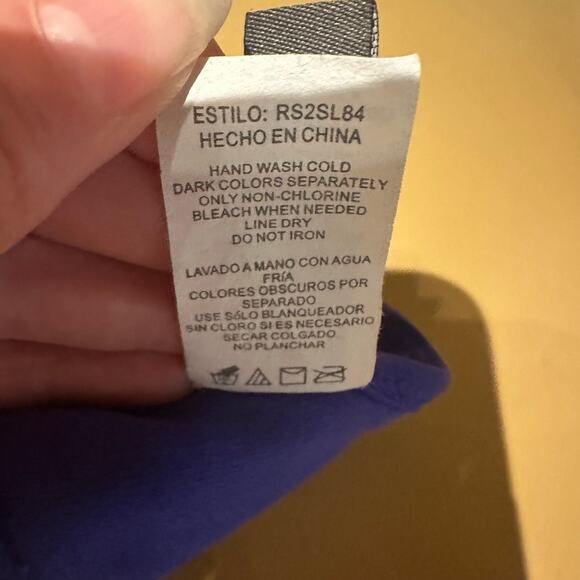 ESTILO: RS2SL84
HECHO EN CHINA
HAND WASH COLD
DARK COLORS SEPARATELY
ONLY NON-CHLORINE
BLEACH WHEN NEEDED
LINE DRY
DO NOT IRON
LAVADO A MANO CON AGUA
FRÍA
COLORES OBSCUROS POR
SEPARADO
USE SóLO BLANQUEADOR
SIN CLORO SI ES NECESARIO
SECAR COLGADO
NO PLANCHAR